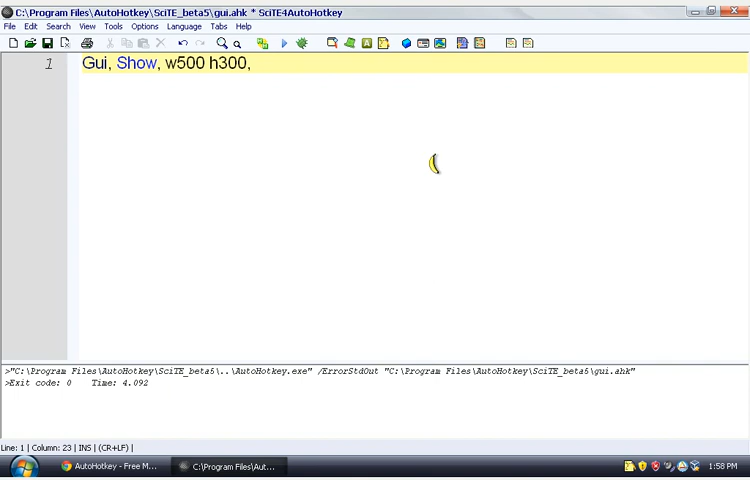 C:\Program Files\AutoHotkey\SciTE_beta5\gui.ahk * SciTE4AutoHotkey
File Edit Search View Tools Options Language Tabs Help
1 Gui, Show, w500 h300,
>"C:\Program Files\AutoHotkey\SciTE_beta5\..\AutoHotkey.exe" /ErrorStdOut "C:\Program Files\AutoHotkey\SciTE_beta5\gui.ahk"
>Exit code: 0 Time: 4.092
Line: 1 | Column: 23 | INS | (CR+LF) |
AutoHotkey - Free M... C:\Program Files\Aut... 1:58 PM